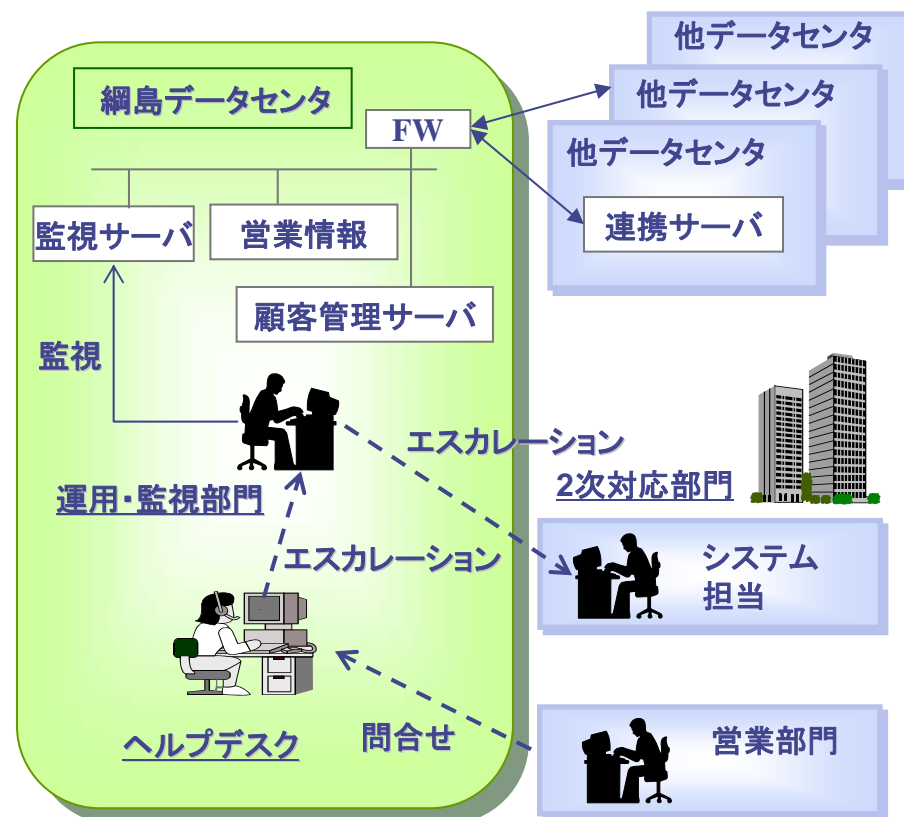 他データセンタ
他データセンタ
他データセンタ
連携サーバ
綱島データセンタ
FW
監視サーバ
営業情報
顧客管理サーバ
監視
エスカレーション
2次対応部門
運用・監視部門
エスカレーション
システム
担当
ヘルプデスク
問合せ
営業部門